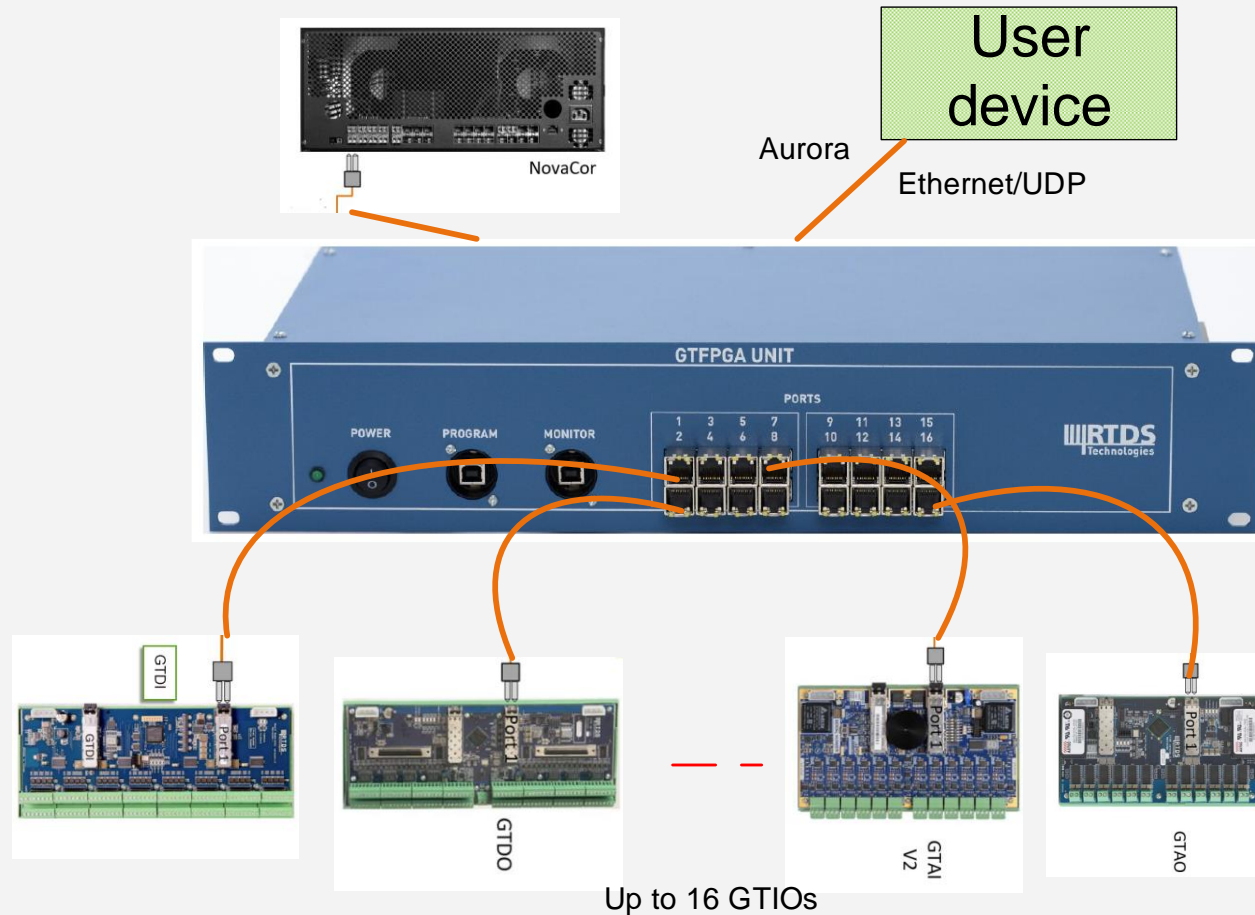 User
device
Aurora
Ethernet/UDP
NovaCor
GTFPGA UNIT
PORTS
1 3 5 7 9 11 13 15
2 4 6 8 10 12 14 16
POWER PROGRAM MONITOR
RTDS
Technologies
GTDI
GTDI
Port 1
Port 1
Port 1
Port 1
RTDS
GTDO
GTAI
V2
GTAO
Up to 16 GTIOs